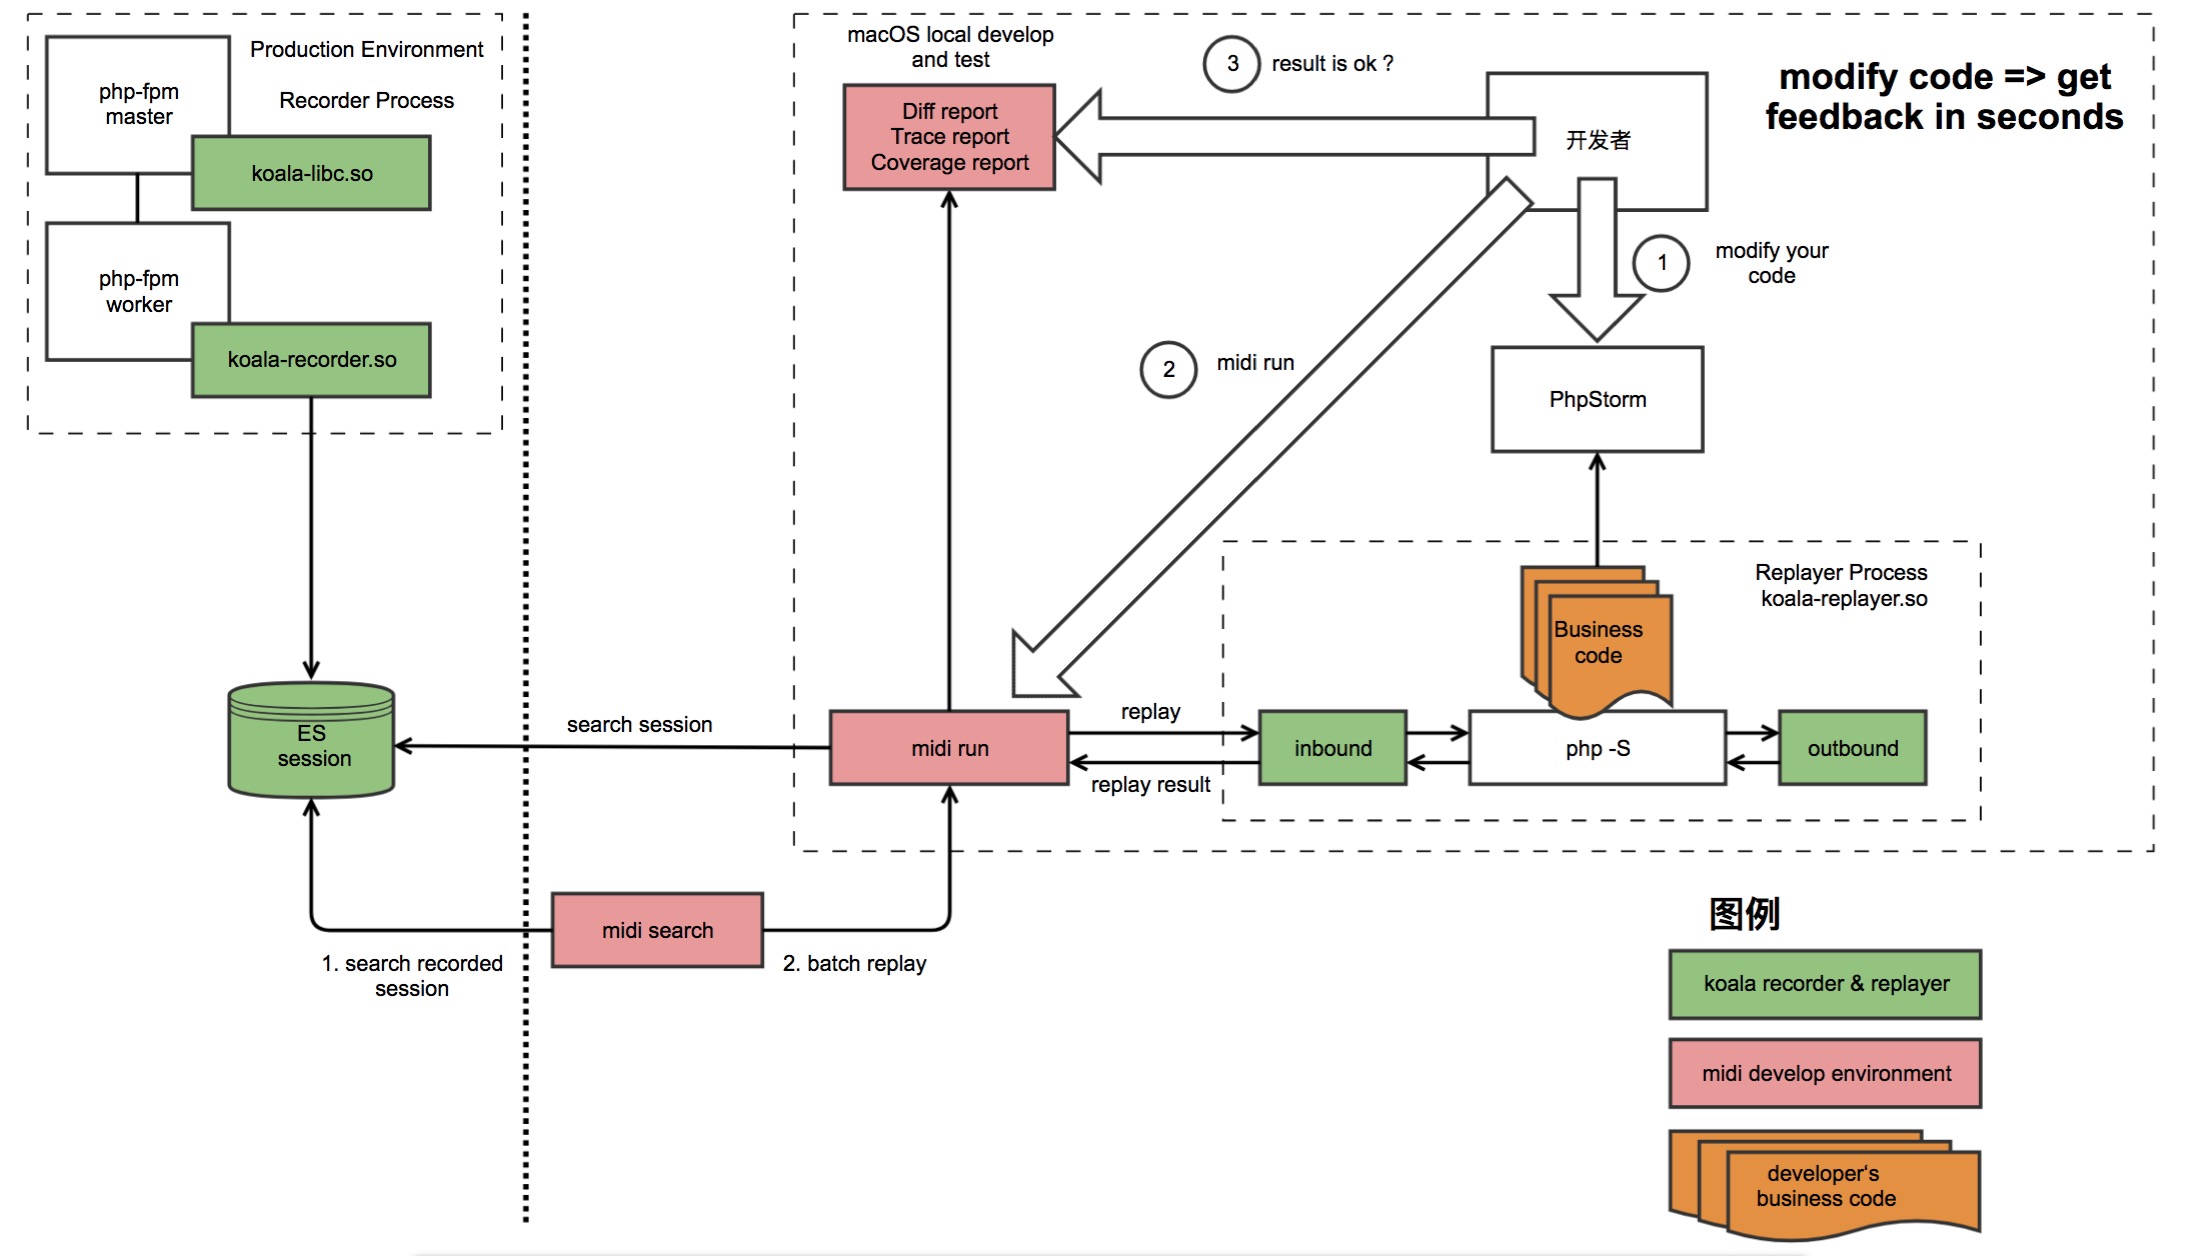 Production Environment
Recorder Process
php-fpm
master
koala-libc.so
php-fpm
worker
koala-recorder.so
ES
session
search session
1. search recorded
session
midi search
2. batch replay
macOS local develop
and test
Diff report
Trace report
Coverage report
3
result is ok ?
开发者
modify code => get
feedback in seconds
1
modify your
code
2
midi run
PhpStorm
Replayer Process
koala-replayer.so
Business
code
midi run
replay
replay result
inbound
php -S
outbound
图例
koala recorder & replayer
midi develop environment
developer‘s
business code